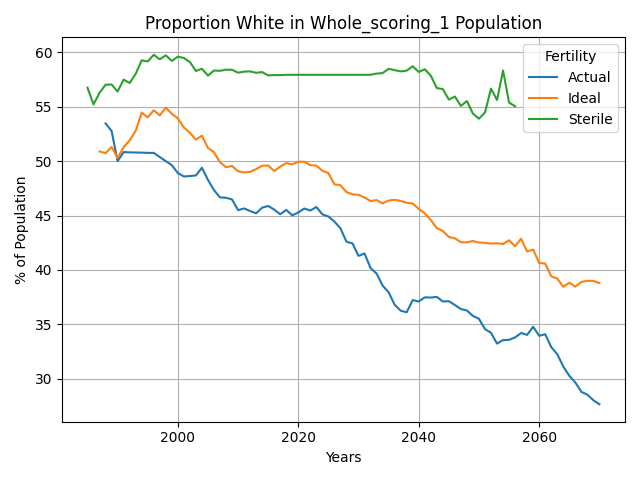 Proportion White in Whole_scoring_1 Population
% of Population
60
55
50
45
40
35
30
Fertility
Actual
Ideal
Sterile
2000
2020
2040
2060
Years